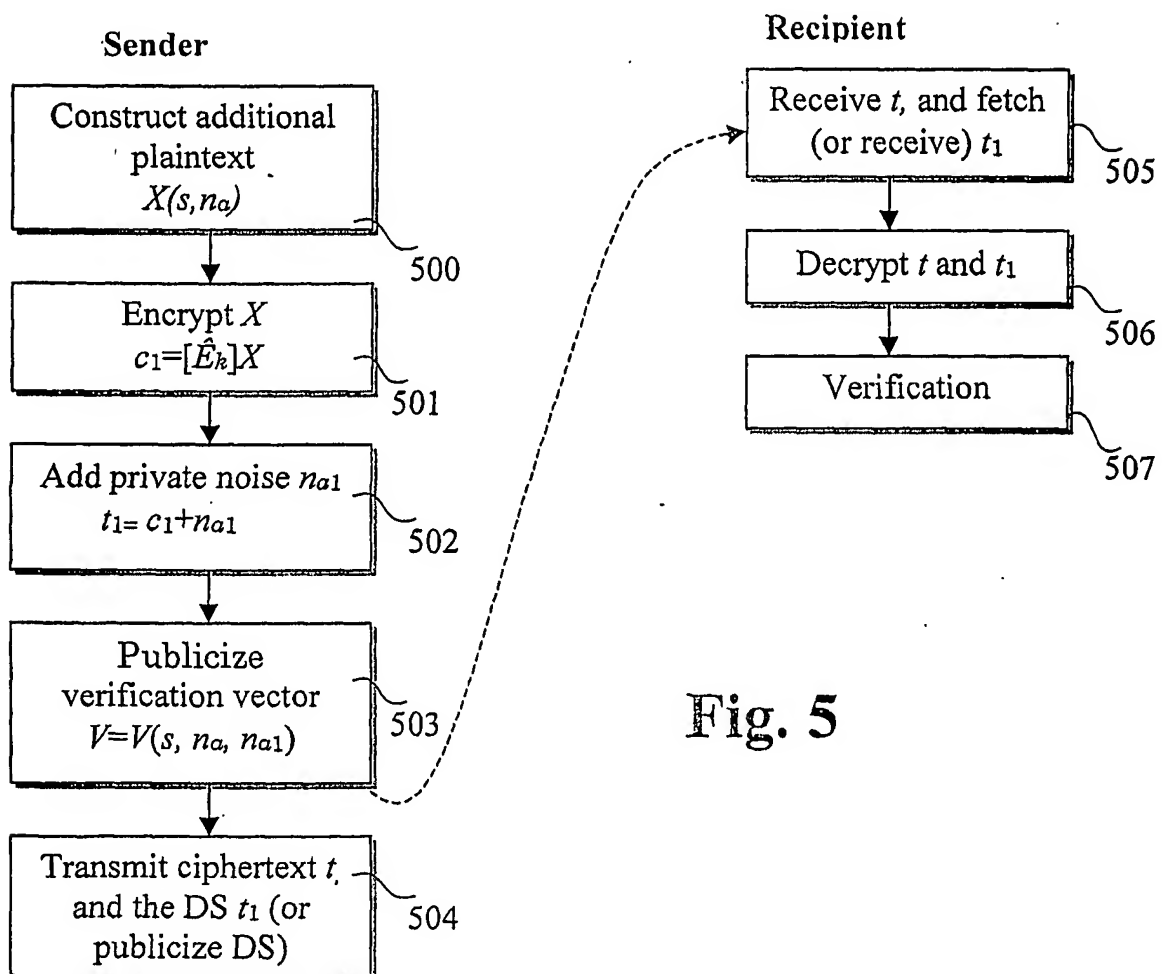 Sender
Construct additional
plaintext
X(s,nₐ)
500
Encrypt X
c₁=[Êₖ]X
501
Add private noise nₐ₁
t₁= c₁+nₐ₁
502
Publicize
verification vector
V=V(s, nₐ, nₐ₁)
503
Transmit ciphertext t,
and the DS t₁ (or
publicize DS)
504
Recipient
Receive t, and fetch
(or receive) t₁
505
Decrypt t and t₁
506
Verification
507
Fig. 5